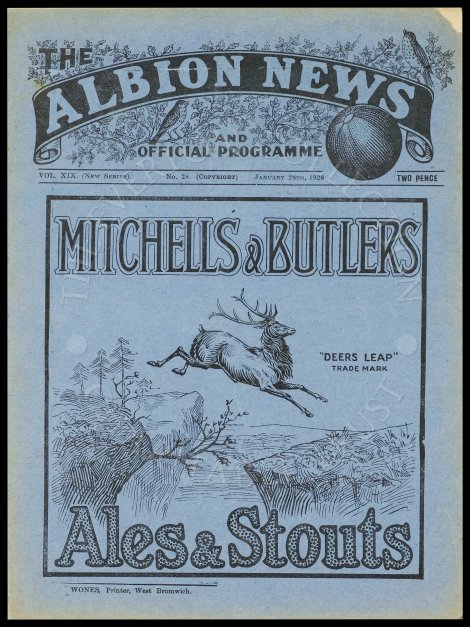 THE
ALBION NEWS
AND
OFFICIAL PROGRAMME
VOL. XIX. (NEW SERIES). No. 28 (COPYRIGHT) JANUARY 28TH, 1928 TWO PENCE
MITCHELLS & BUTLERS
"DEERS LEAP"
TRADE MARK
Ales & Stouts
WONES, Printer, West Bromwich.